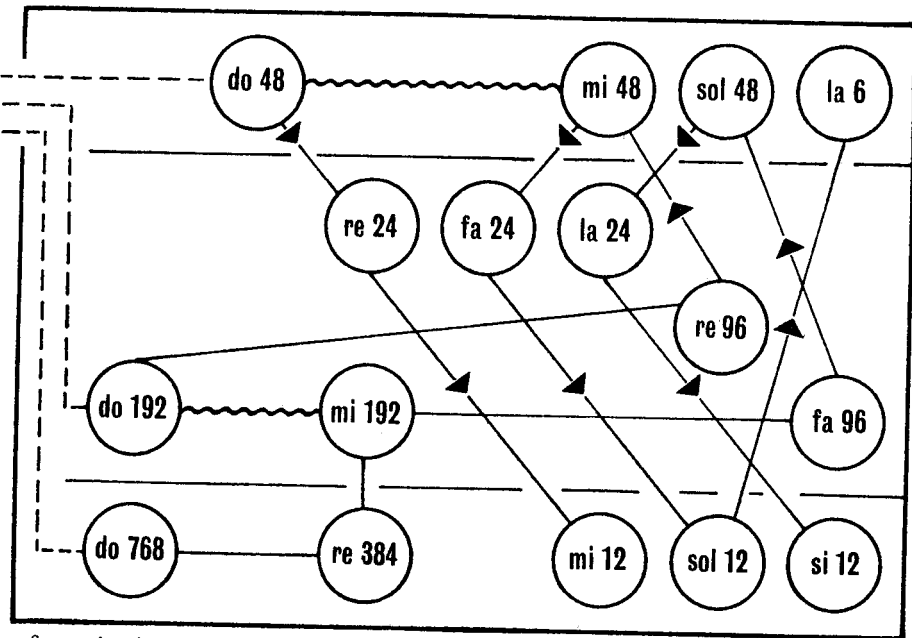 do 48
mi 48
sol 48
la 6
re 24
fa 24
la 24
re 96
do 192
mi 192
fa 96
do 768
re 384
mi 12
sol 12
si 12